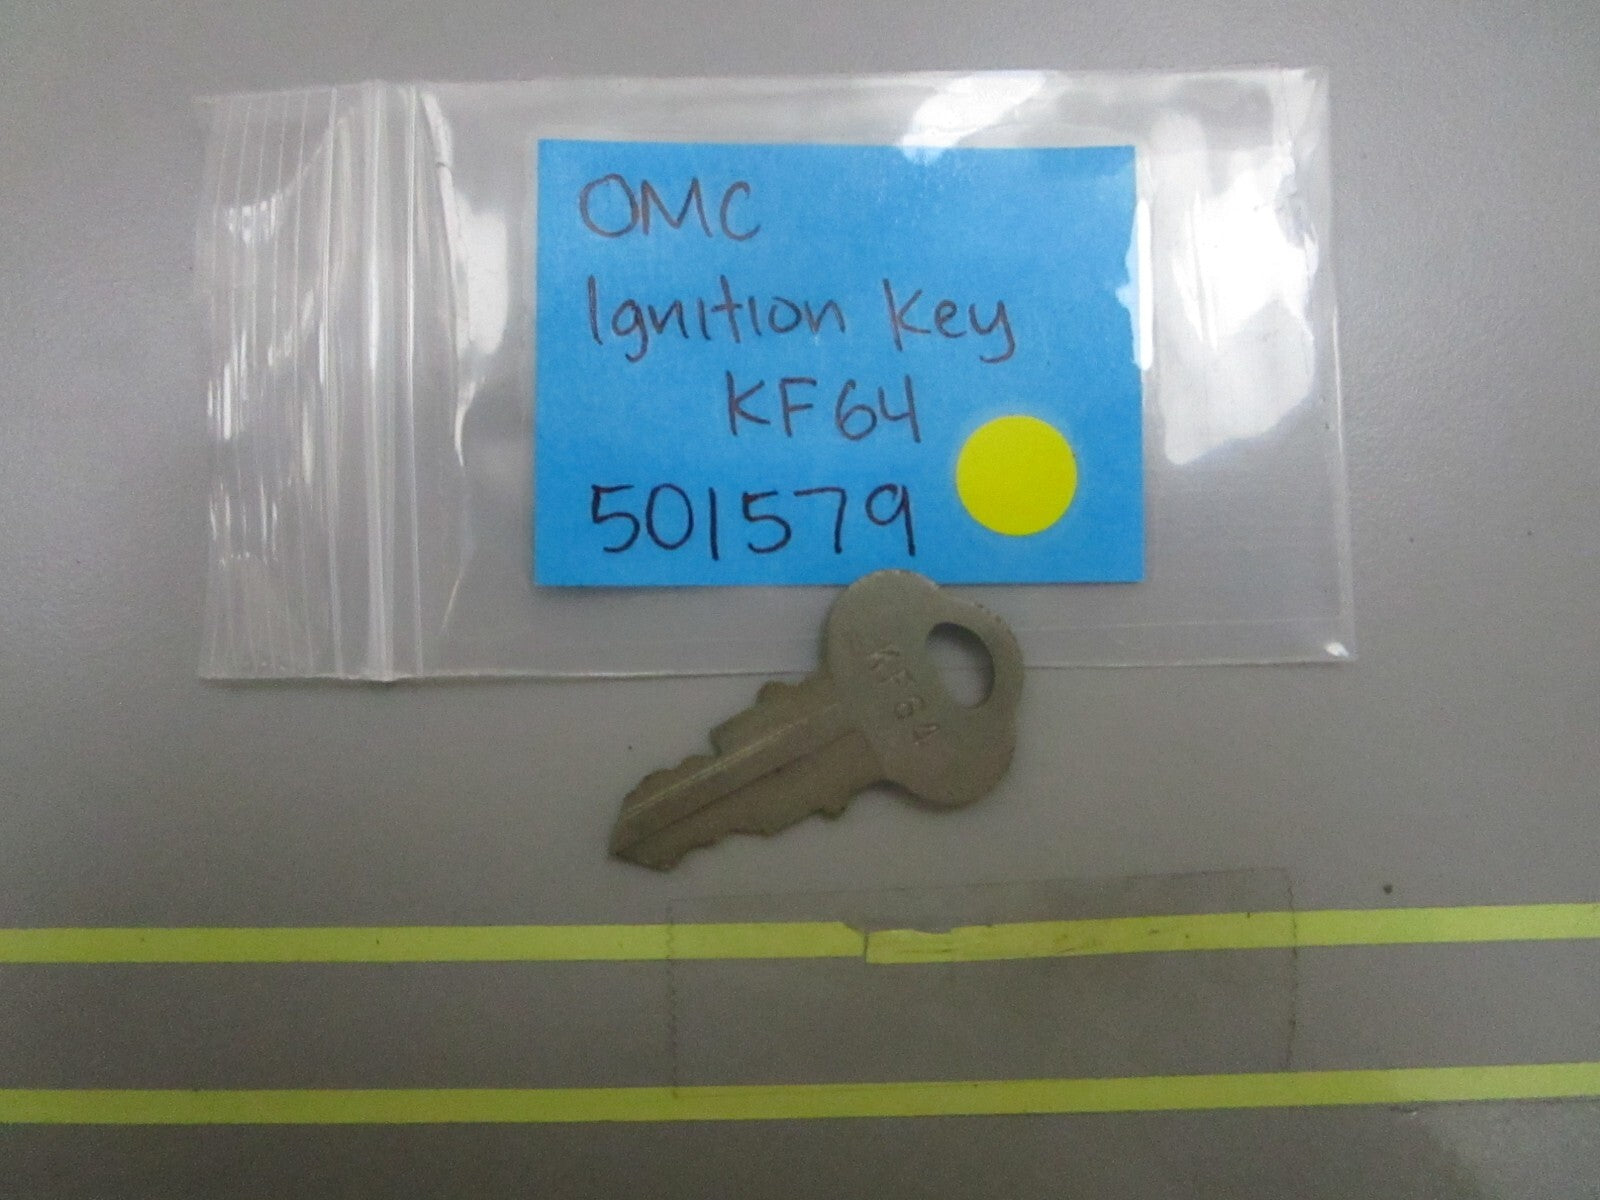 OMC
Ignition Key
KF64
501579
KF64